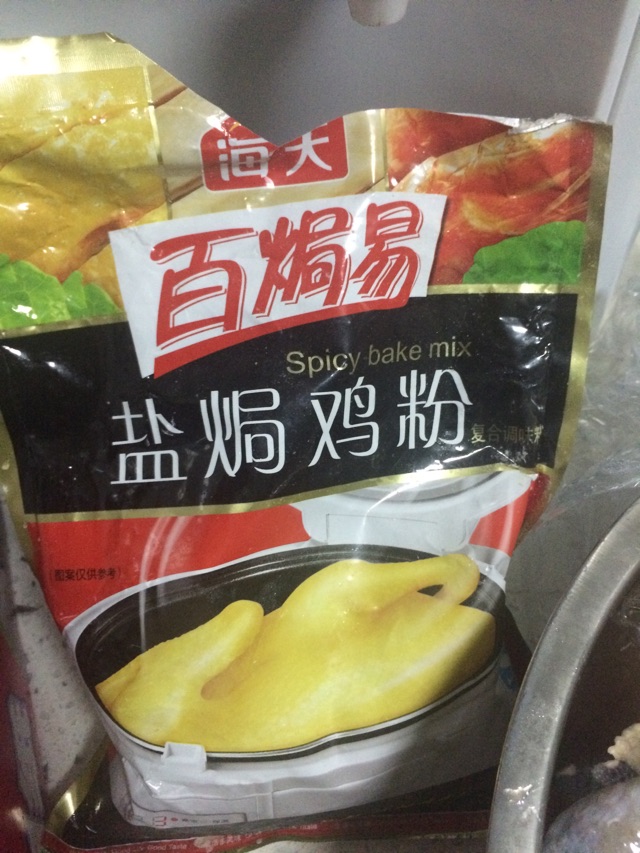 海天
百焗易
Spicy bake mix
盐焗鸡粉
复合调味料
(图案仅供参考)